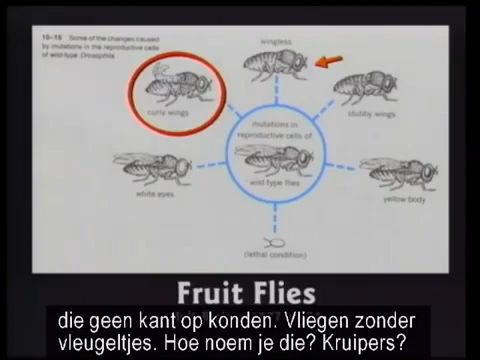 10-15 Some of the changes caused
by mutations in the reproductive cells
of wild-type Drosophila
wingless
curly wings
stubby wings
mutations in
reproductive cells of
wild-type flies
white eyes
yellow body
(lethal condition)
Fruit Flies
die geen kant op konden. Vliegen zonder
vleugeltjes. Hoe noem je die? Kruipers?